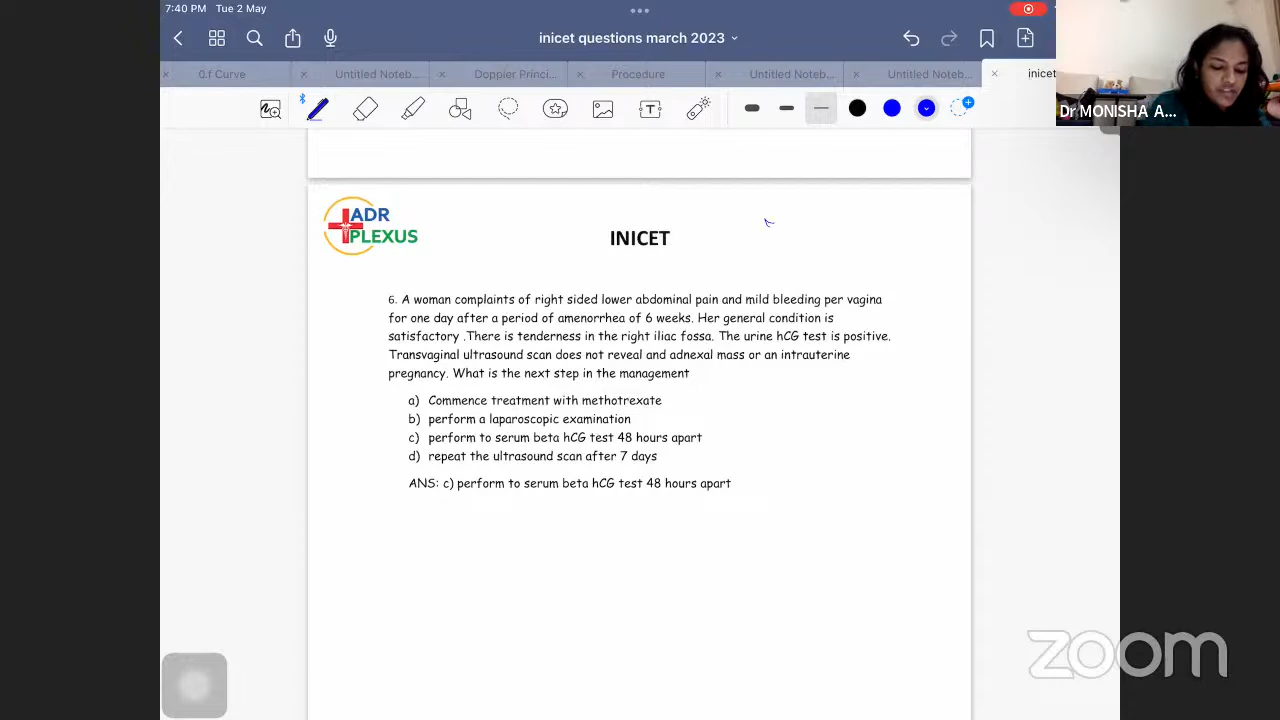 7:40 PM Tue 2 May
inicet questions march 2023
0.f Curve
Untitled Noteb...
Doppler Princi...
Procedure
Untitled Noteb...
Untitled Noteb...
inicet
Dr MONISHA A...
ADR
PLEXUS
INICET
6. A woman complaints of right sided lower abdominal pain and mild bleeding per vagina
for one day after a period of amenorrhea of 6 weeks. Her general condition is
satisfactory .There is tenderness in the right iliac fossa. The urine hCG test is positive.
Transvaginal ultrasound scan does not reveal and adnexal mass or an intrauterine
pregnancy. What is the next step in the management
a) Commence treatment with methotrexate
b) perform a laparoscopic examination
c) perform to serum beta hCG test 48 hours apart
d) repeat the ultrasound scan after 7 days
ANS: c) perform to serum beta hCG test 48 hours apart
zoom